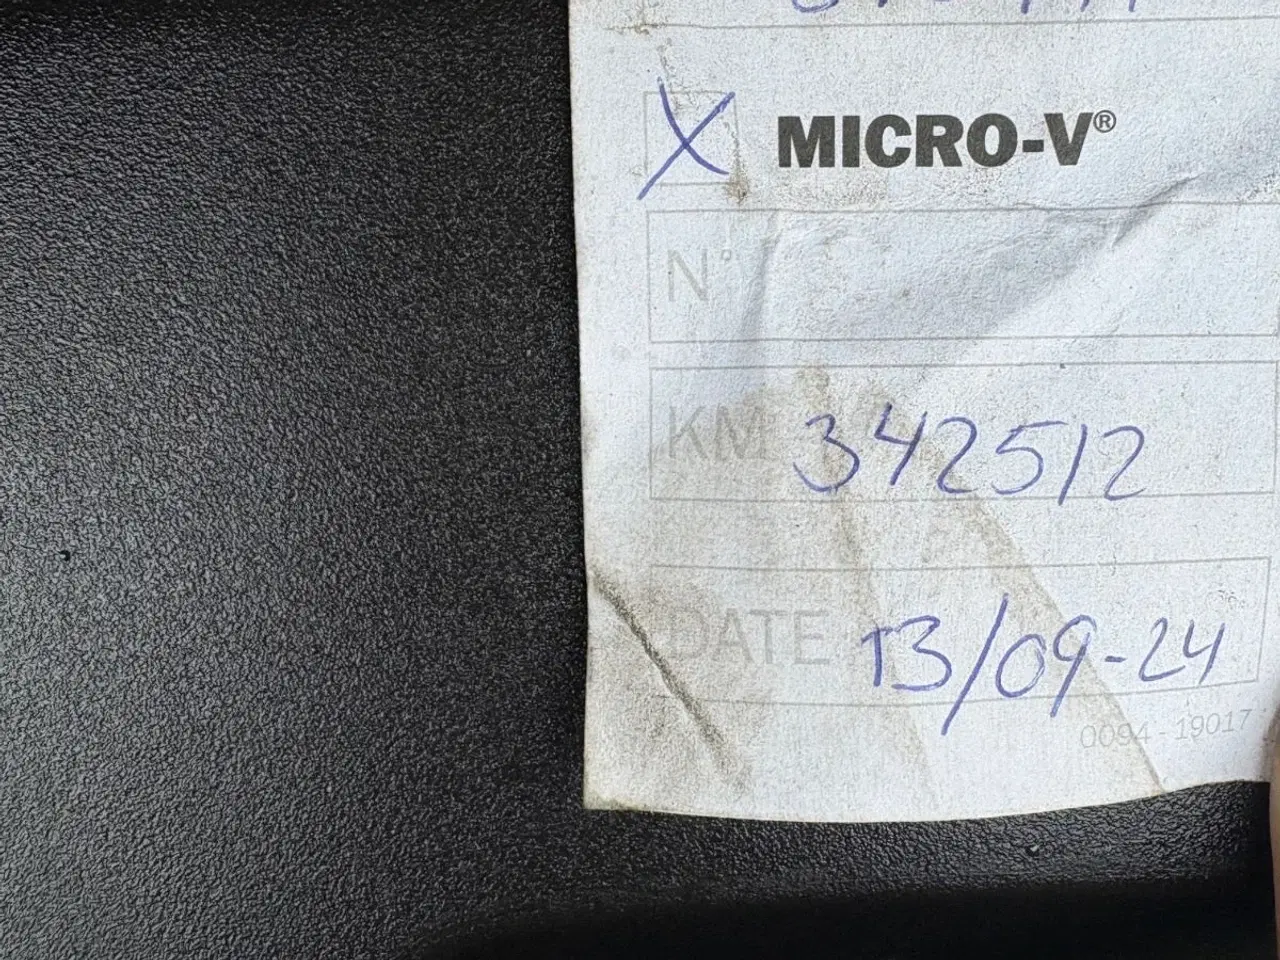 X MICRO-V®
N°
KM 342512
DATE 13/09-24
0094 - 19017